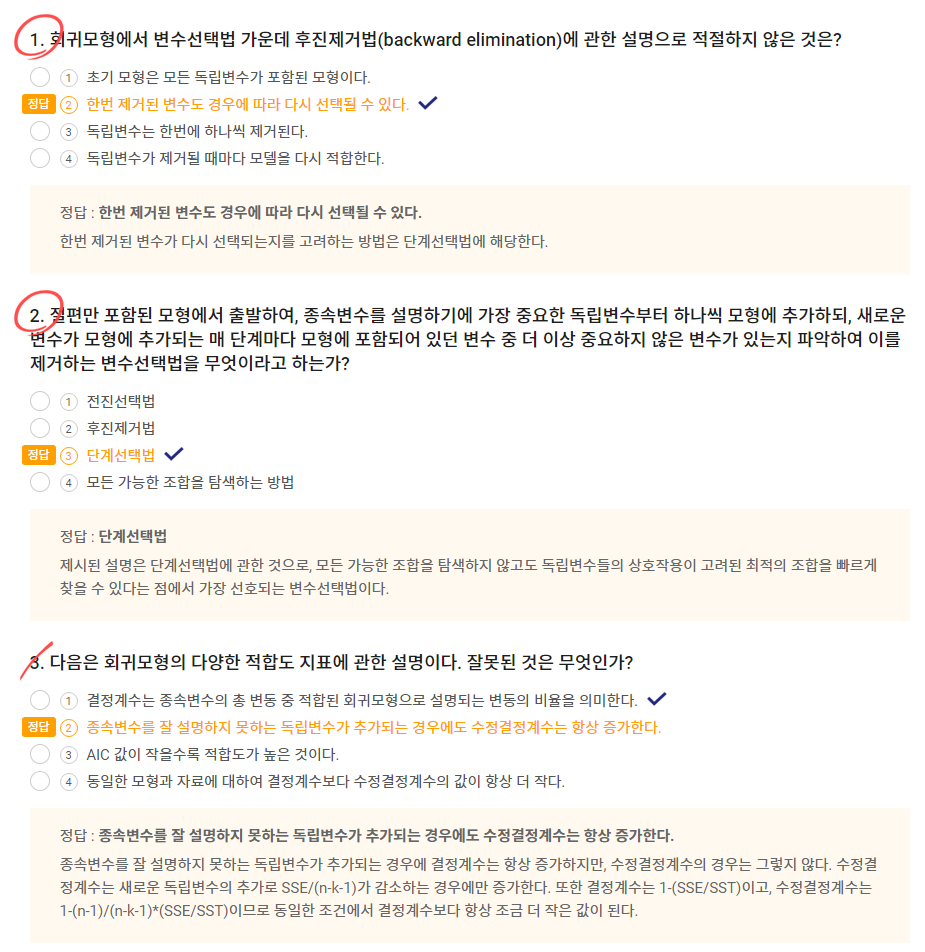 1. 회귀모형에서 변수선택법 가운데 후진제거법(backward elimination)에 관한 설명으로 적절하지 않은 것은?
① 초기 모형은 모든 독립변수가 포함된 모형이다.
정답 ② 한번 제거된 변수도 경우에 따라 다시 선택될 수 있다.
③ 독립변수는 한번에 하나씩 제거된다.
④ 독립변수가 제거될 때마다 모델을 다시 적합한다.
정답 : 한번 제거된 변수도 경우에 따라 다시 선택될 수 있다.
한번 제거된 변수가 다시 선택되는지를 고려하는 방법은 단계선택법에 해당한다.
2. 절편만 포함된 모형에서 출발하여, 종속변수를 설명하기에 가장 중요한 독립변수부터 하나씩 모형에 추가하되, 새로운
변수가 모형에 추가되는 매 단계마다 모형에 포함되어 있던 변수 중 더 이상 중요하지 않은 변수가 있는지 파악하여 이를
제거하는 변수선택법을 무엇이라고 하는가?
① 전진선택법
② 후진제거법
정답 ③ 단계선택법
④ 모든 가능한 조합을 탐색하는 방법
정답 : 단계선택법
제시된 설명은 단계선택법에 관한 것으로, 모든 가능한 조합을 탐색하지 않고도 독립변수들의 상호작용이 고려된 최적의 조합을 빠르게
찾을 수 있다는 점에서 가장 선호되는 변수선택법이다.
3. 다음은 회귀모형의 다양한 적합도 지표에 관한 설명이다. 잘못된 것은 무엇인가?
① 결정계수는 종속변수의 총 변동 중 적합된 회귀모형으로 설명되는 변동의 비율을 의미한다.
정답 ② 종속변수를 잘 설명하지 못하는 독립변수가 추가되는 경우에도 수정결정계수는 항상 증가한다.
③ AIC 값이 작을수록 적합도가 높은 것이다.
④ 동일한 모형과 자료에 대하여 결정계수보다 수정결정계수의 값이 항상 더 작다.
정답 : 종속변수를 잘 설명하지 못하는 독립변수가 추가되는 경우에도 수정결정계수는 항상 증가한다.
종속변수를 잘 설명하지 못하는 독립변수가 추가되는 경우에 결정계수는 항상 증가하지만, 수정결정계수의 경우는 그렇지 않다. 수정결
정계수는 새로운 독립변수의 추가로 SSE/(n-k-1)가 감소하는 경우에만 증가한다. 또한 결정계수는 1-(SSE/SST)이고, 수정결정계수는
1-(n-1)/(n-k-1)*(SSE/SST)이므로 동일한 조건에서 결정계수보다 항상 조금 더 작은 값이 된다.